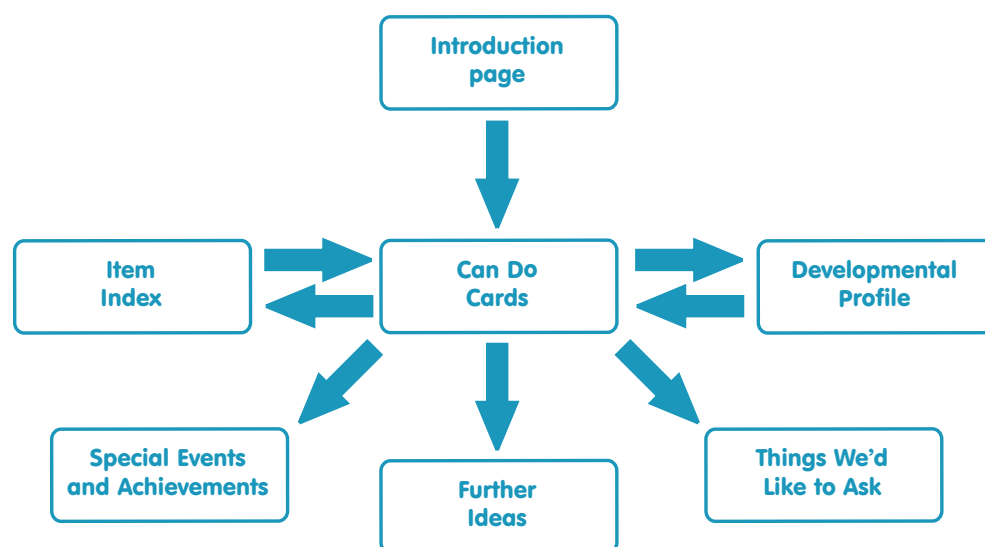 Introduction
page
Item
Index
Can Do
Cards
Developmental
Profile
Special Events
and Achievements
Further
Ideas
Things We’d
Like to Ask